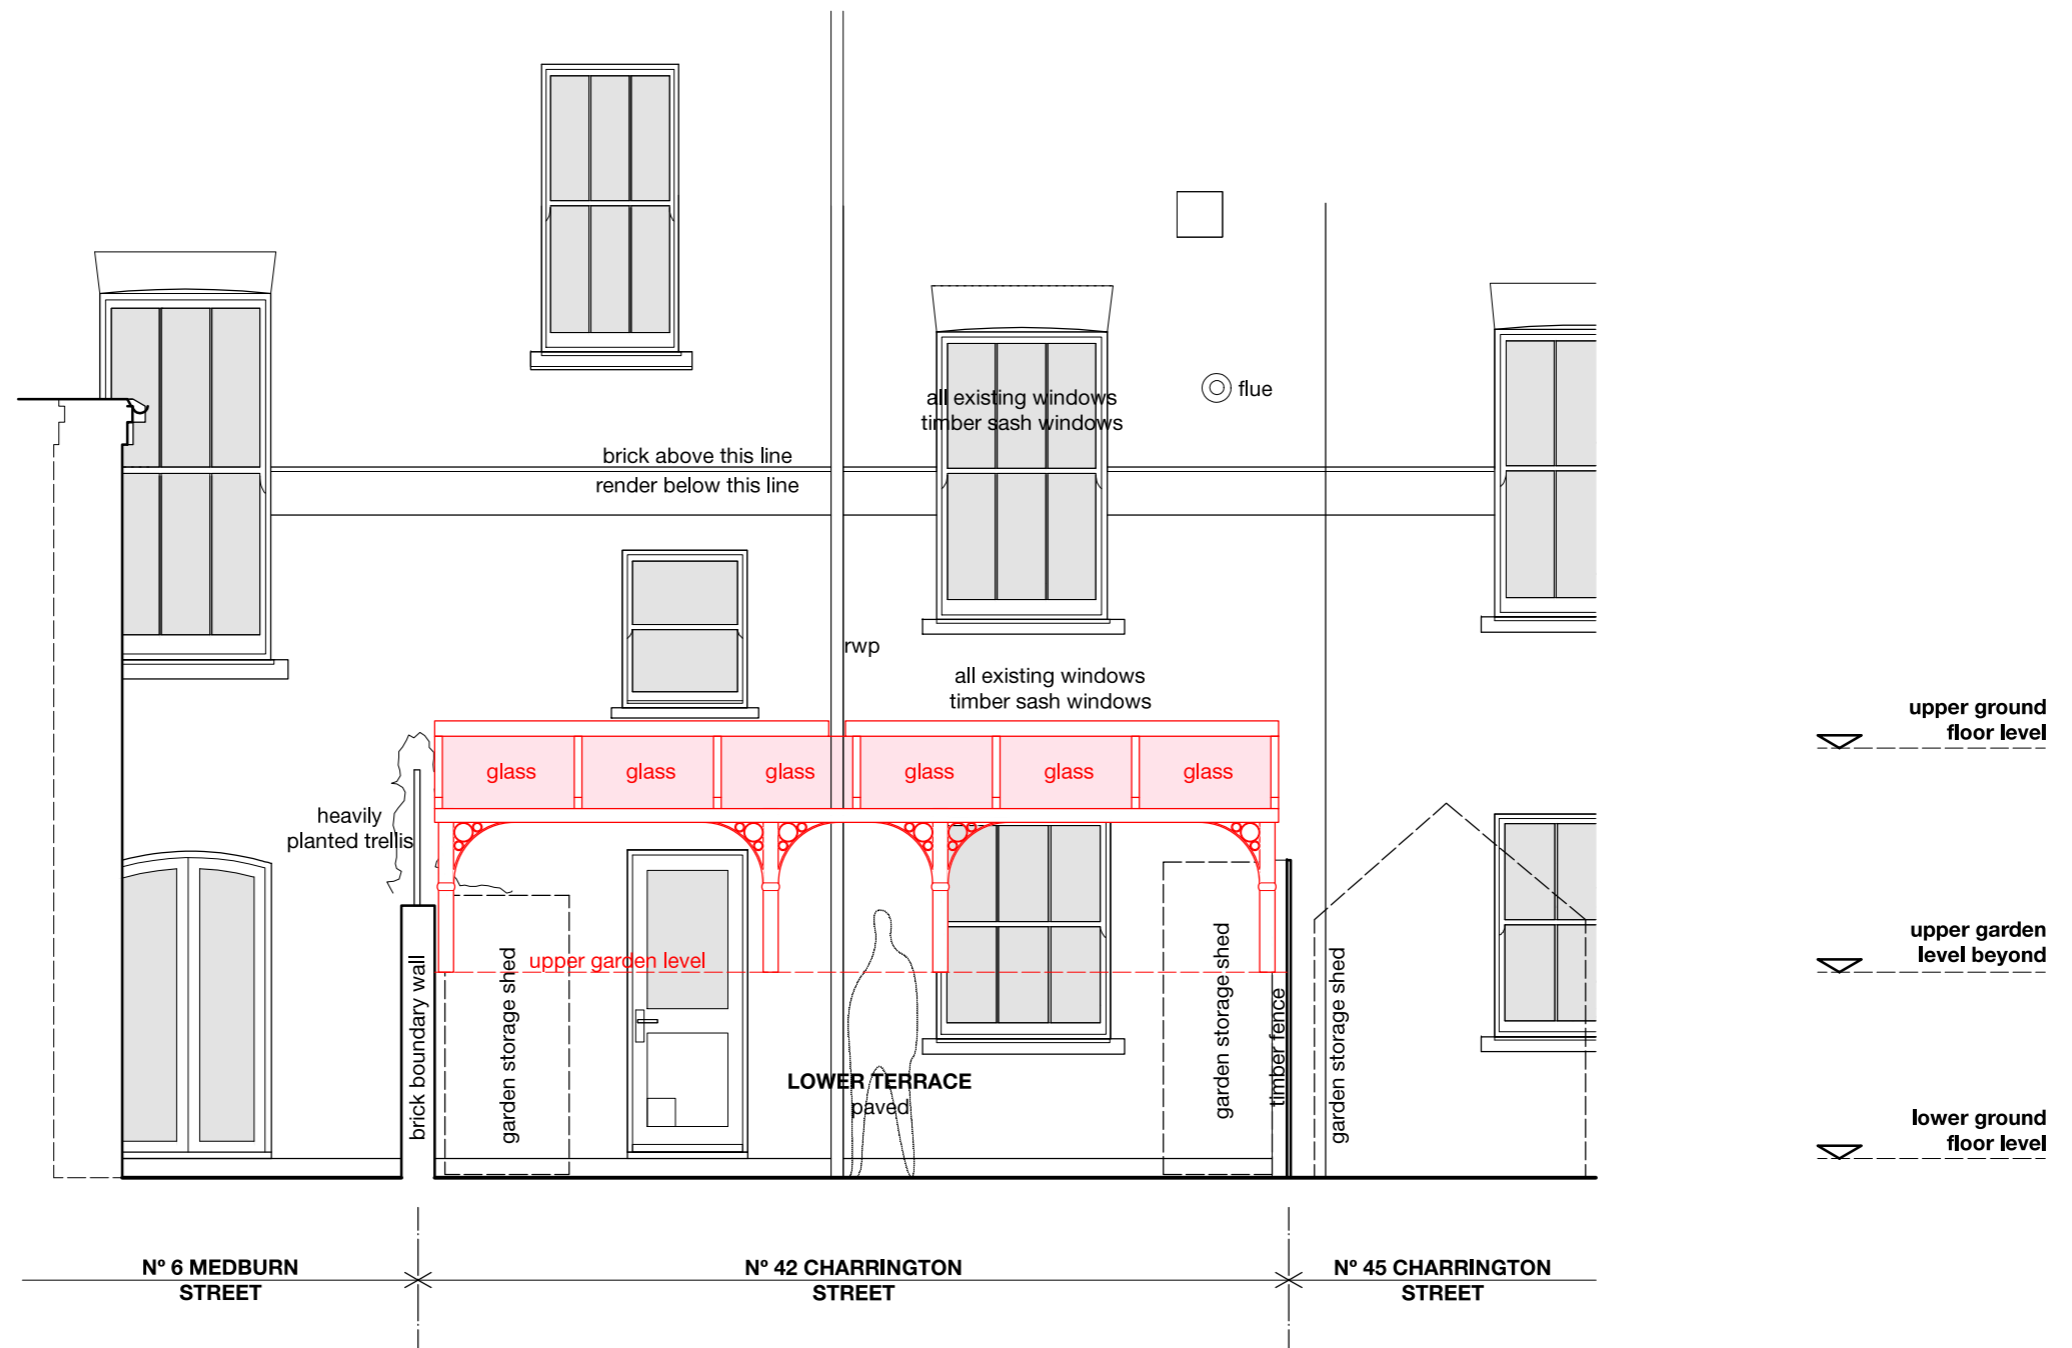 flue
all existing windows
timber sash windows
brick above this line
render below this line
rwp
all existing windows
timber sash windows
upper ground
floor level
glass
glass
glass
glass
glass
glass
heavily
planted trellis
upper garden
level beyond
upper garden level
brick boundary wall
garden storage shed
garden storage shed
timber fence
garden storage shed
LOWER TERRACE
paved
lower ground
floor level
Nº 6 MEDBURN
STREET
Nº 42 CHARRINGTON
STREET
Nº 45 CHARRINGTON
STREET